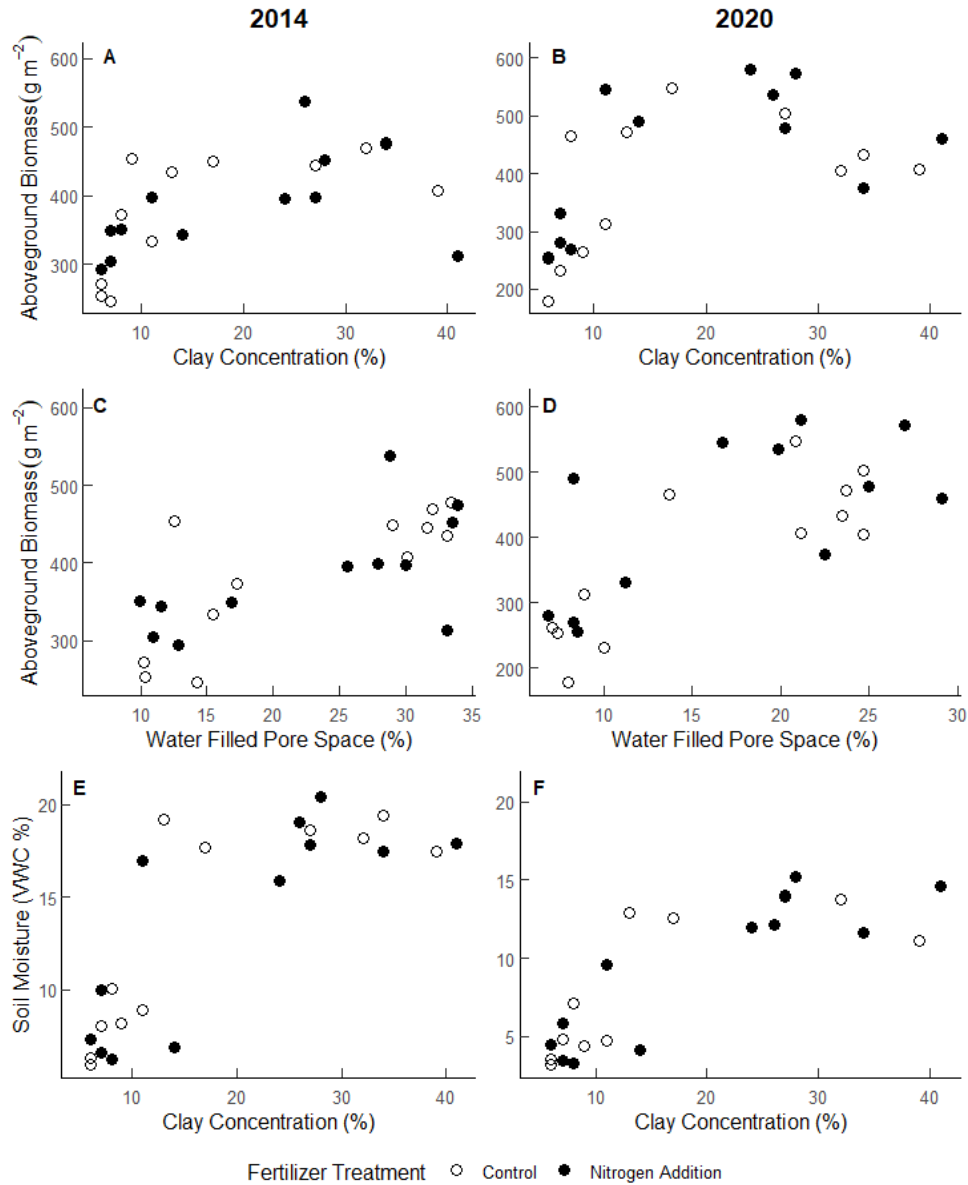 2014 2020
A B
Aboveground Biomass (g m⁻²)
600
500
400
300
10 20 30 40
Clay Concentration (%)
600
500
400
300
200
10 20 30 40
Clay Concentration (%)
C D
Aboveground Biomass (g m⁻²)
600
500
400
300
10 15 20 25 30 35
Water Filled Pore Space (%)
600
500
400
300
200
10 15 20 25 30
Water Filled Pore Space (%)
E F
Soil Moisture (VWC %)
20
15
10
10 20 30 40
Clay Concentration (%)
20
15
10
5
10 20 30 40
Clay Concentration (%)
Fertilizer Treatment Control Nitrogen Addition